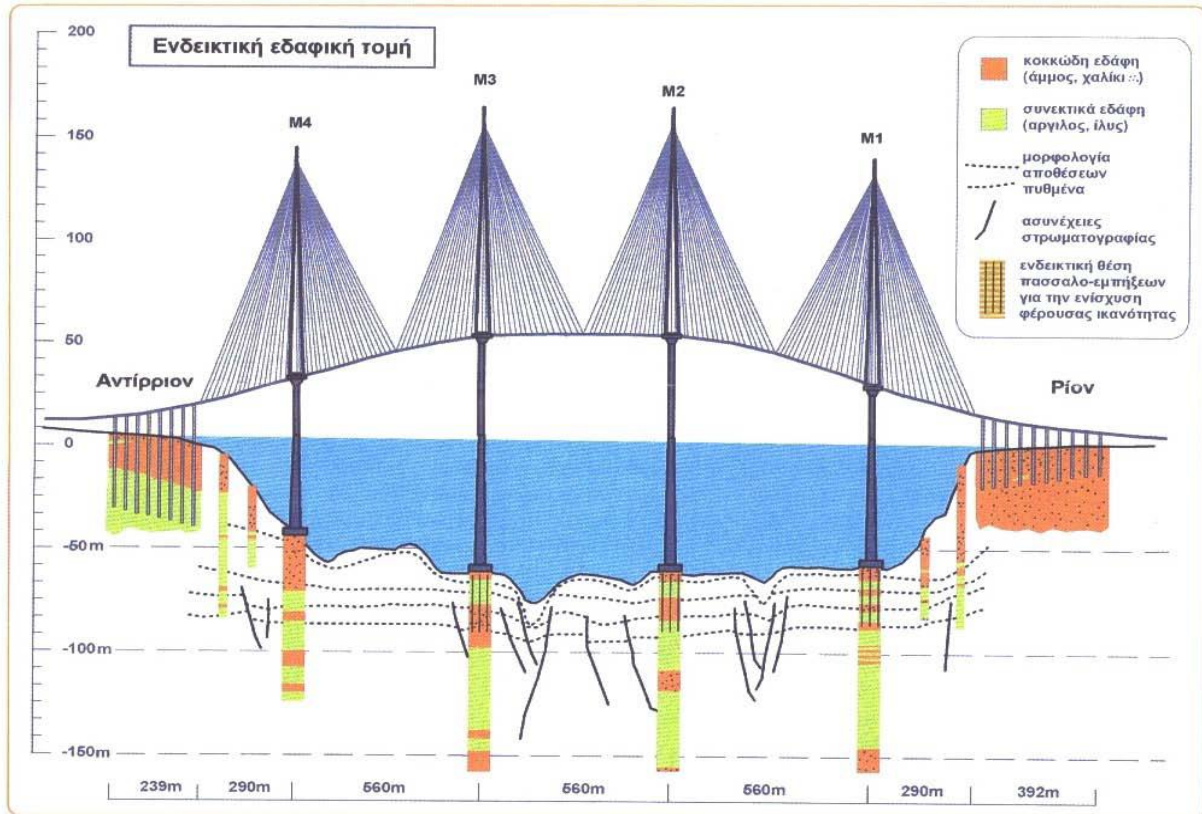 Ενδεικτική εδαφική τομή
200
150
100
50
0
-50m
-100m
-150m
M4
M3
M2
M1
Αντίρριον
Ρίον
κοκκώδη εδάφη
(άμμος, χαλίκι...)
συνεκτικά εδάφη
(αργιλος, ίλυς)
μορφολογία
αποθέσεων
πυθμένα
ασυνέχειες
στρωματογραφίας
ενδεικτική θέση
πασσαλο-εμπήξεων
για την ενίσχυση
φέρουσας ικανότητας
239m
290m
560m
560m
560m
290m
392m